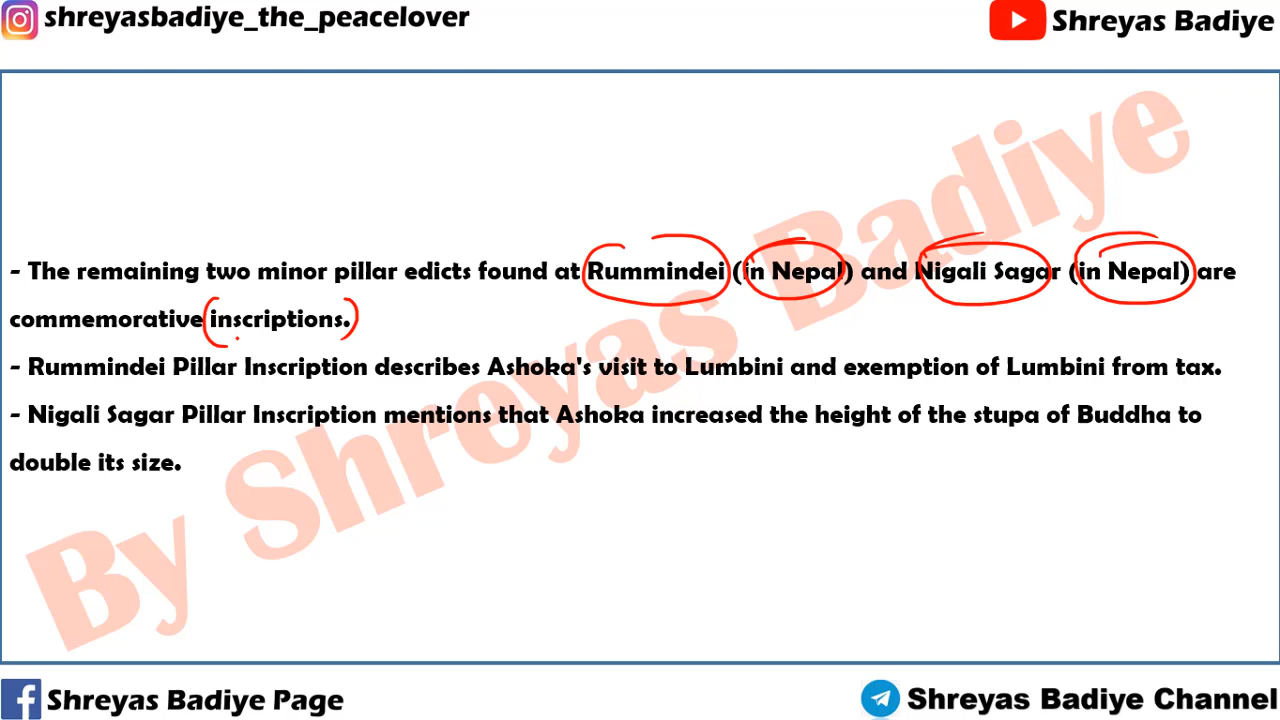 shreyasbadiye_the_peacelover
Shreyas Badiye
- The remaining two minor pillar edicts found at Rummindei (in Nepal) and Nigali Sagar (in Nepal) are
commemorative inscriptions.
- Rummindei Pillar Inscription describes Ashoka's visit to Lumbini and exemption of Lumbini from tax.
- Nigali Sagar Pillar Inscription mentions that Ashoka increased the height of the stupa of Buddha to
double its size.
By Shreyas Badiye
Shreyas Badiye Page
Shreyas Badiye Channel